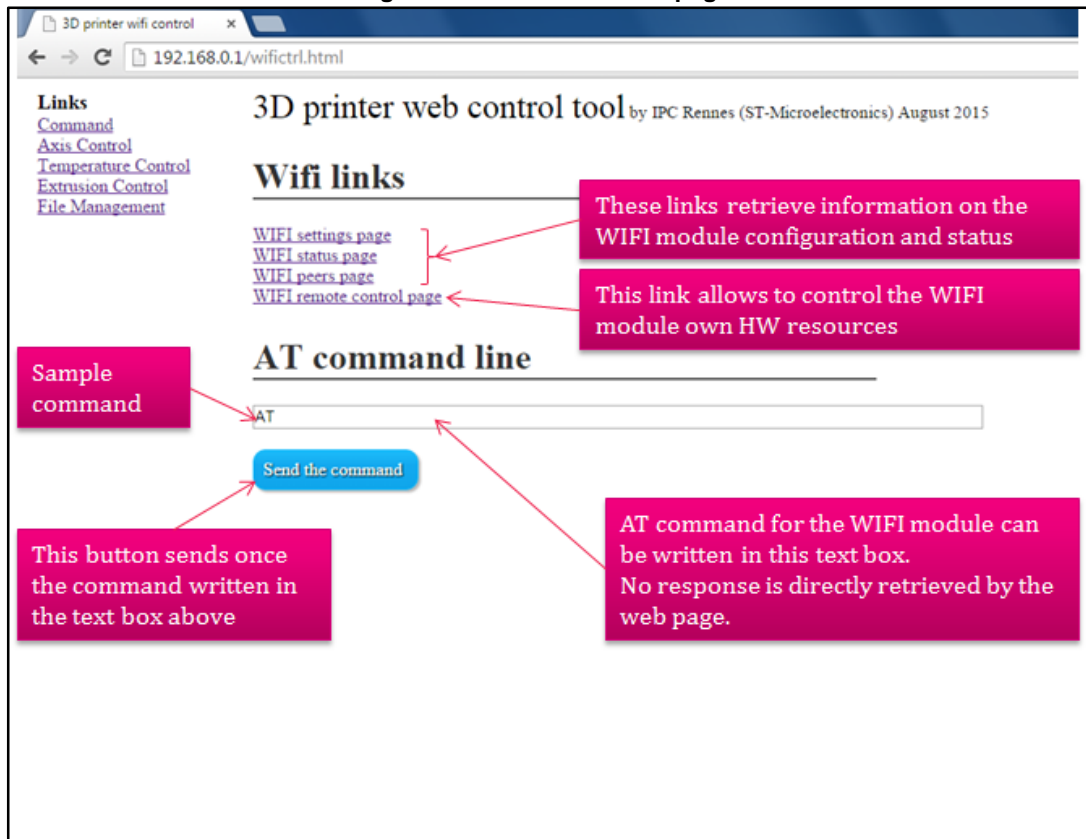 3D printer wifi control
192.168.0.1/wifictrl.html
Links
Command
Axis Control
Temperature Control
Extrusion Control
File Management
3D printer web control tool by IPC Rennes (ST-Microelectronics) August 2015
Wifi links
WIFI settings page
WIFI status page
WIFI peers page
WIFI remote control page
These links retrieve information on the
WIFI module configuration and status
This link allows to control the WIFI
module own HW resources
AT command line
Sample
command
AT
Send the command
This button sends once
the command written in
the text box above
AT command for the WIFI module can
be written in this text box.
No response is directly retrieved by the
web page.